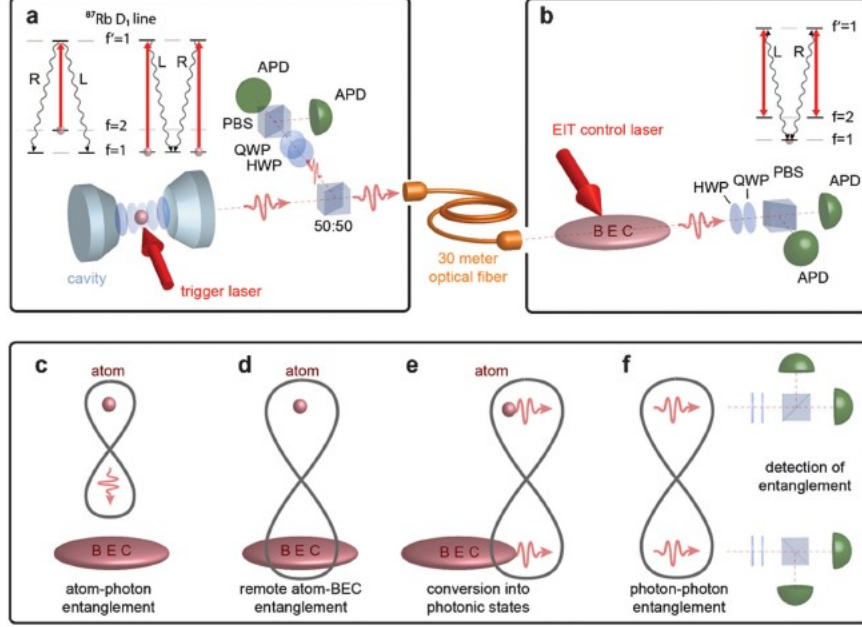 a
⁸⁷Rb D₁ line
f'=1
R
L
L
R
f=2
f=1
APD
APD
PBS
QWP
HWP
50:50
cavity
trigger laser
30 meter
optical fiber
b
f'=1
L
R
f=2
f=1
EIT control laser
BEC
HWP
QWP
PBS
APD
APD
c
atom
BEC
atom-photon
entanglement
d
atom
BEC
remote atom-BEC
entanglement
e
atom
BEC
conversion into
photonic states
f
photon-photon
entanglement
detection of
entanglement